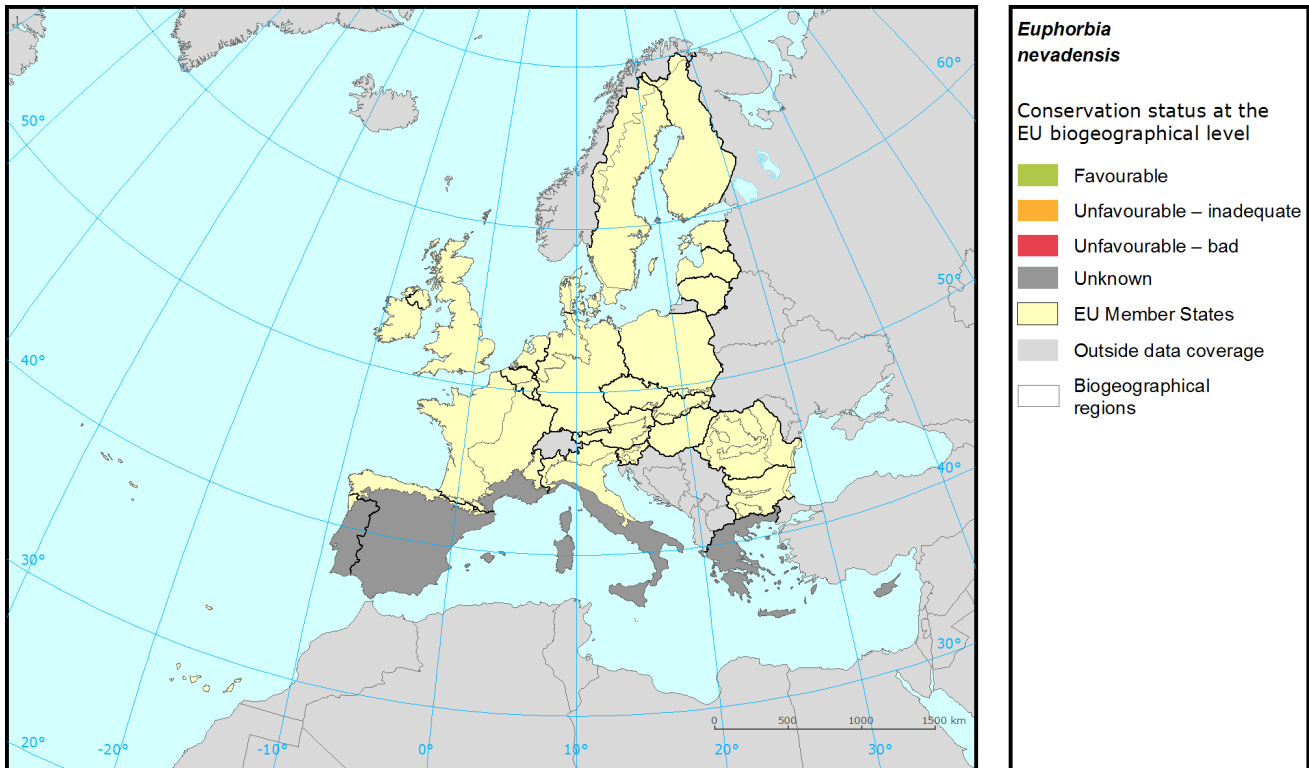 50°
40°
30°
20°
-20°
-10°
0°
10°
20°
30°
60°
50°
40°
30°
0 500 1000 1500 km
Euphorbia
nevadensis
Conservation status at the
EU biogeographical level
Favourable
Unfavourable – inadequate
Unfavourable – bad
Unknown
EU Member States
Outside data coverage
Biogeographical
regions